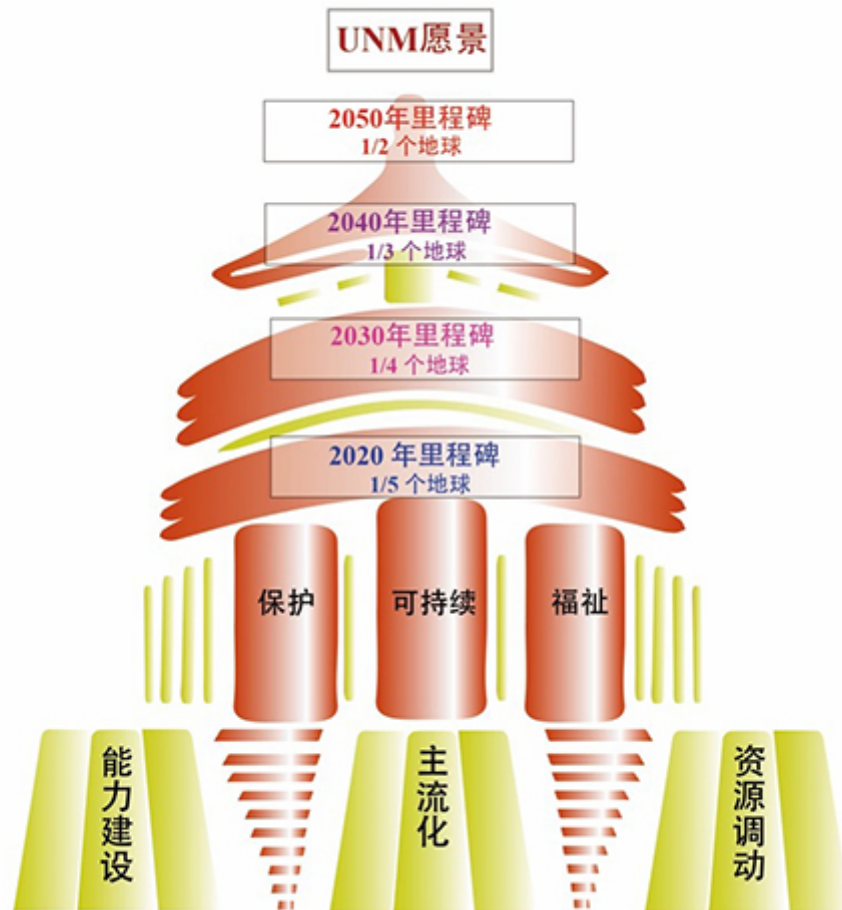 UNM愿景
2050年里程碑
1/2 个地球
2040年里程碑
1/3 个地球
2030年里程碑
1/4 个地球
2020 年里程碑
1/5 个地球
保护
可持续
福祉
能力建设
主流化
资源调动